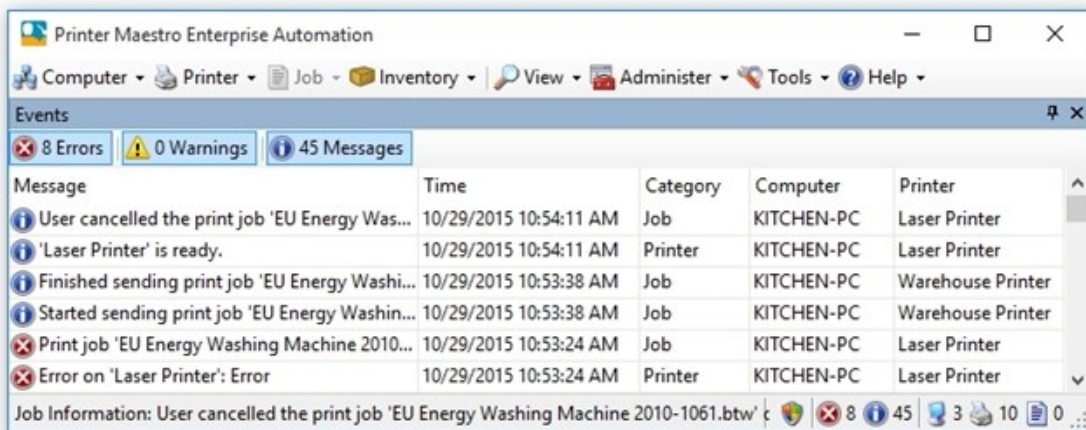 Printer Maestro Enterprise Automation
Computer Printer Job Inventory View Administer Tools Help
Events
8 Errors 0 Warnings 45 Messages
Message Time Category Computer Printer
User cancelled the print job 'EU Energy Was... 10/29/2015 10:54:11 AM Job KITCHEN-PC Laser Printer
'Laser Printer' is ready. 10/29/2015 10:54:11 AM Printer KITCHEN-PC Laser Printer
Finished sending print job 'EU Energy Washi... 10/29/2015 10:53:38 AM Job KITCHEN-PC Warehouse Printer
Started sending print job 'EU Energy Washin... 10/29/2015 10:53:38 AM Job KITCHEN-PC Warehouse Printer
Print job 'EU Energy Washing Machine 2010... 10/29/2015 10:53:24 AM Job KITCHEN-PC Laser Printer
Error on 'Laser Printer': Error 10/29/2015 10:53:24 AM Printer KITCHEN-PC Laser Printer
Job Information: User cancelled the print job 'EU Energy Washing Machine 2010-1061.btw' 8 45 3 10 0